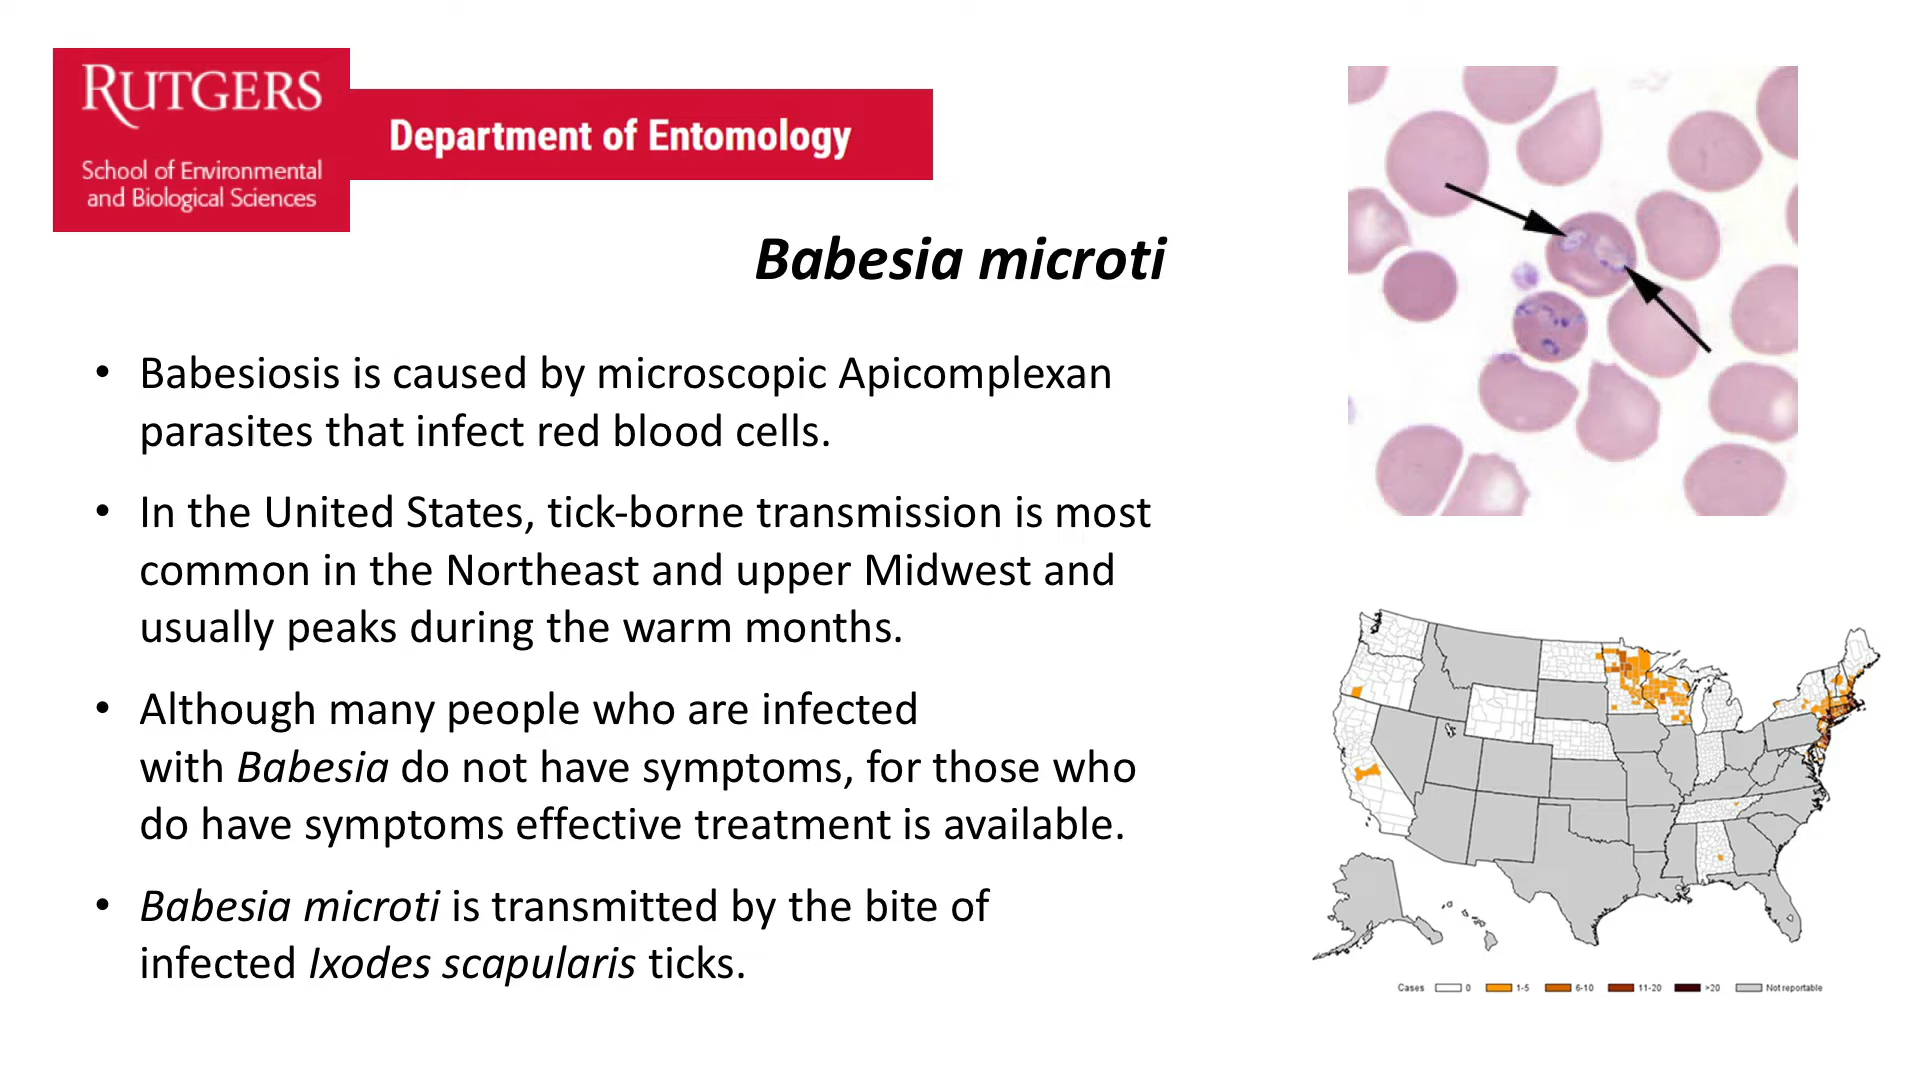 RUTGERS
School of Environmental
and Biological Sciences
Department of Entomology
Babesia microti
• Babesiosis is caused by microscopic Apicomplexan
parasites that infect red blood cells.
• In the United States, tick-borne transmission is most
common in the Northeast and upper Midwest and
usually peaks during the warm months.
• Although many people who are infected
with Babesia do not have symptoms, for those who
do have symptoms effective treatment is available.
• Babesia microti is transmitted by the bite of
infected Ixodes scapularis ticks.
Cases 0 1-5 6-10 11-20 >20 Not reportable